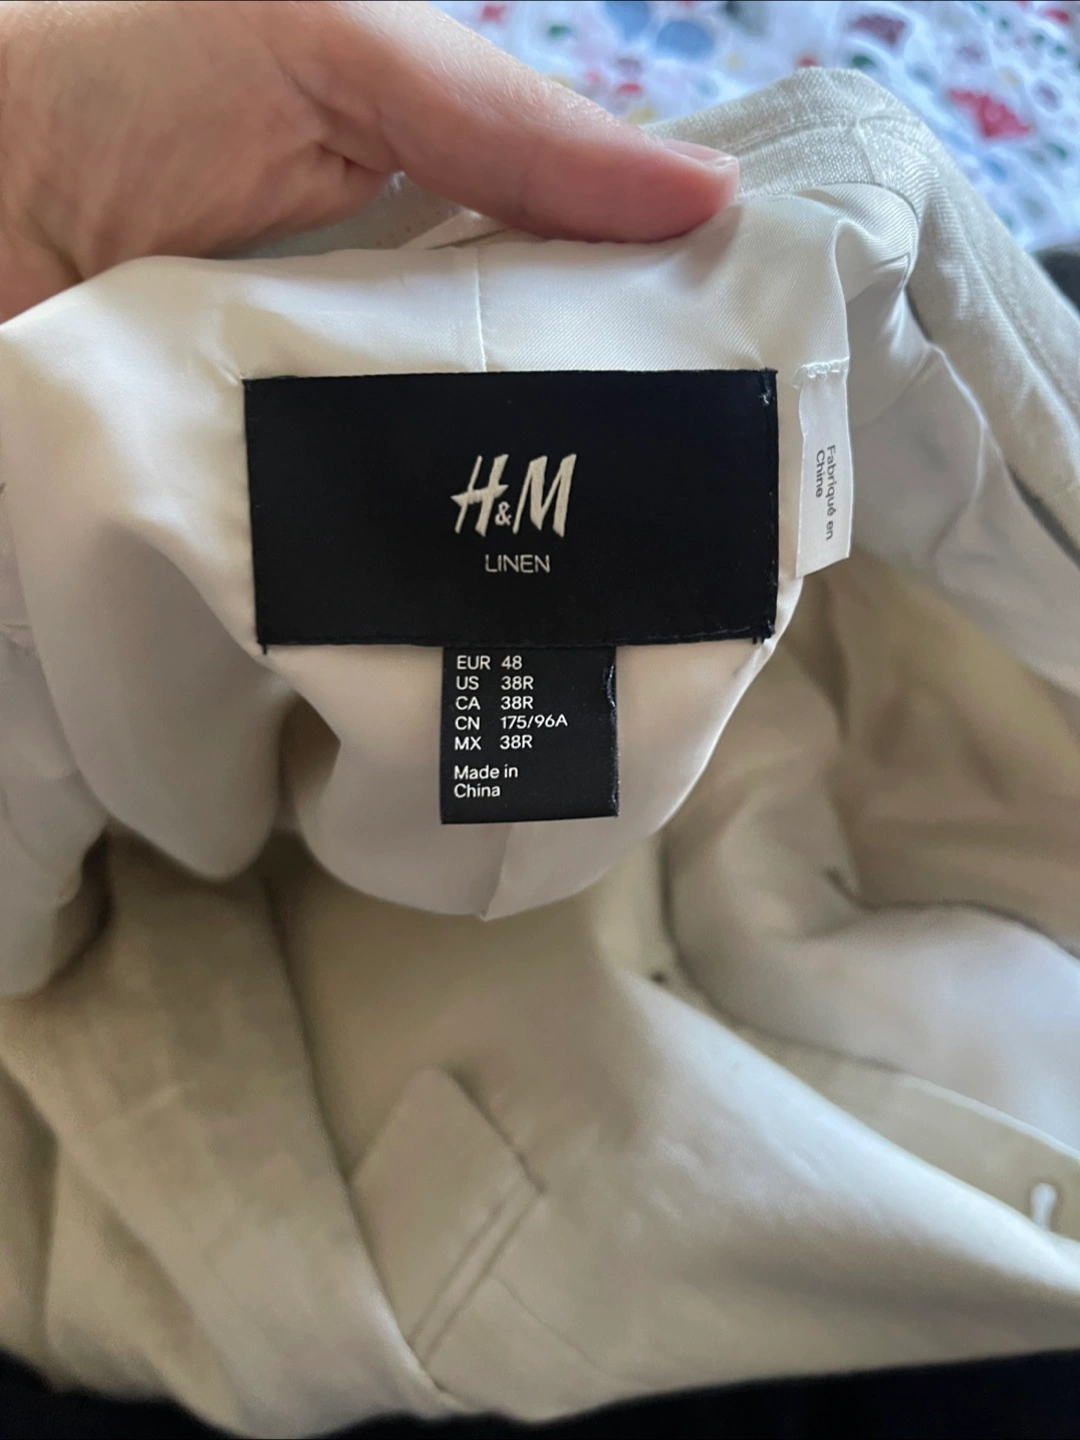 H&M
LINEN
Fabriqué en
Chine
EUR 48
US 38R
CA 38R
CN 175/96A
MX 38R
Made in
China